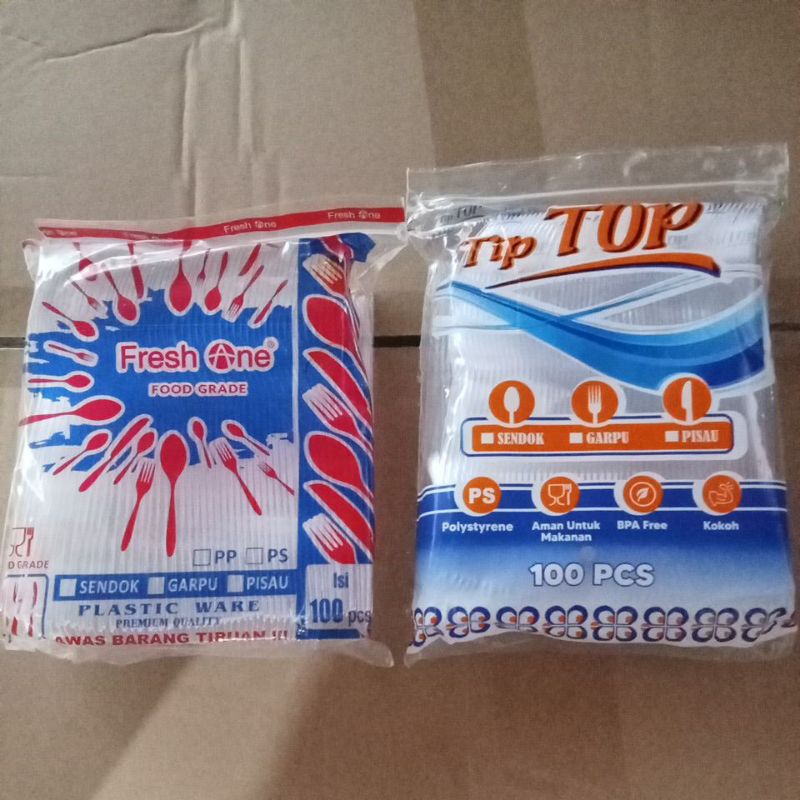 Fresh One
Fresh One
Fresh One®
FOOD GRADE
D GRADE
PP PS
SENDOK GARPU PISAU
PLASTIC WARE
PREMIUM QUALITY
AWAS BARANG TIRUAN !!!
Isi
100 pcs
Tip TOP
Tip TOP
SENDOK GARPU PISAU
PS
Polystyrene
Aman Untuk
Makanan
BPA Free
Kokoh
100 PCS